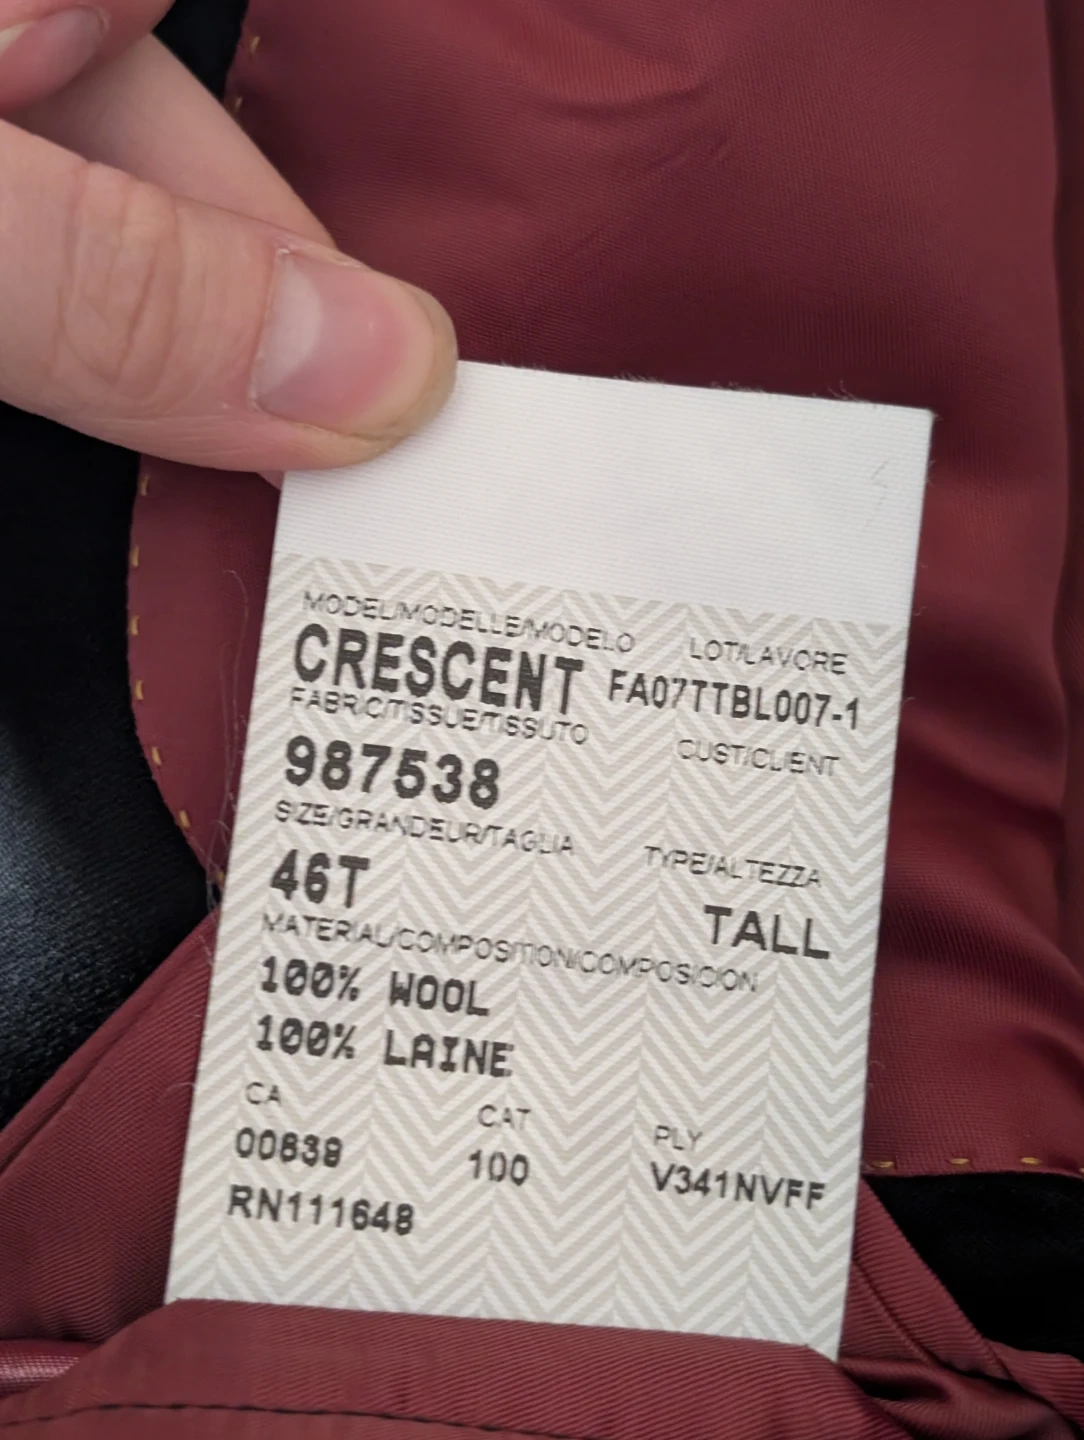 MODEL/MODELLE/MODELO LOT/LAVORE
CRESCENT FA07TTBL007-1
FABRIC/TISSUE/TISSUTO CUST/CLIENT
987538
SIZE/GRANDEUR/TAGLIA TYPE/ALTEZZA
46T TALL
MATERIAL/COMPOSITION/COMPOSICION
100% WOOL
100% LAINE
CA CAT PLY
00838 100 V341NVFF
RN111648